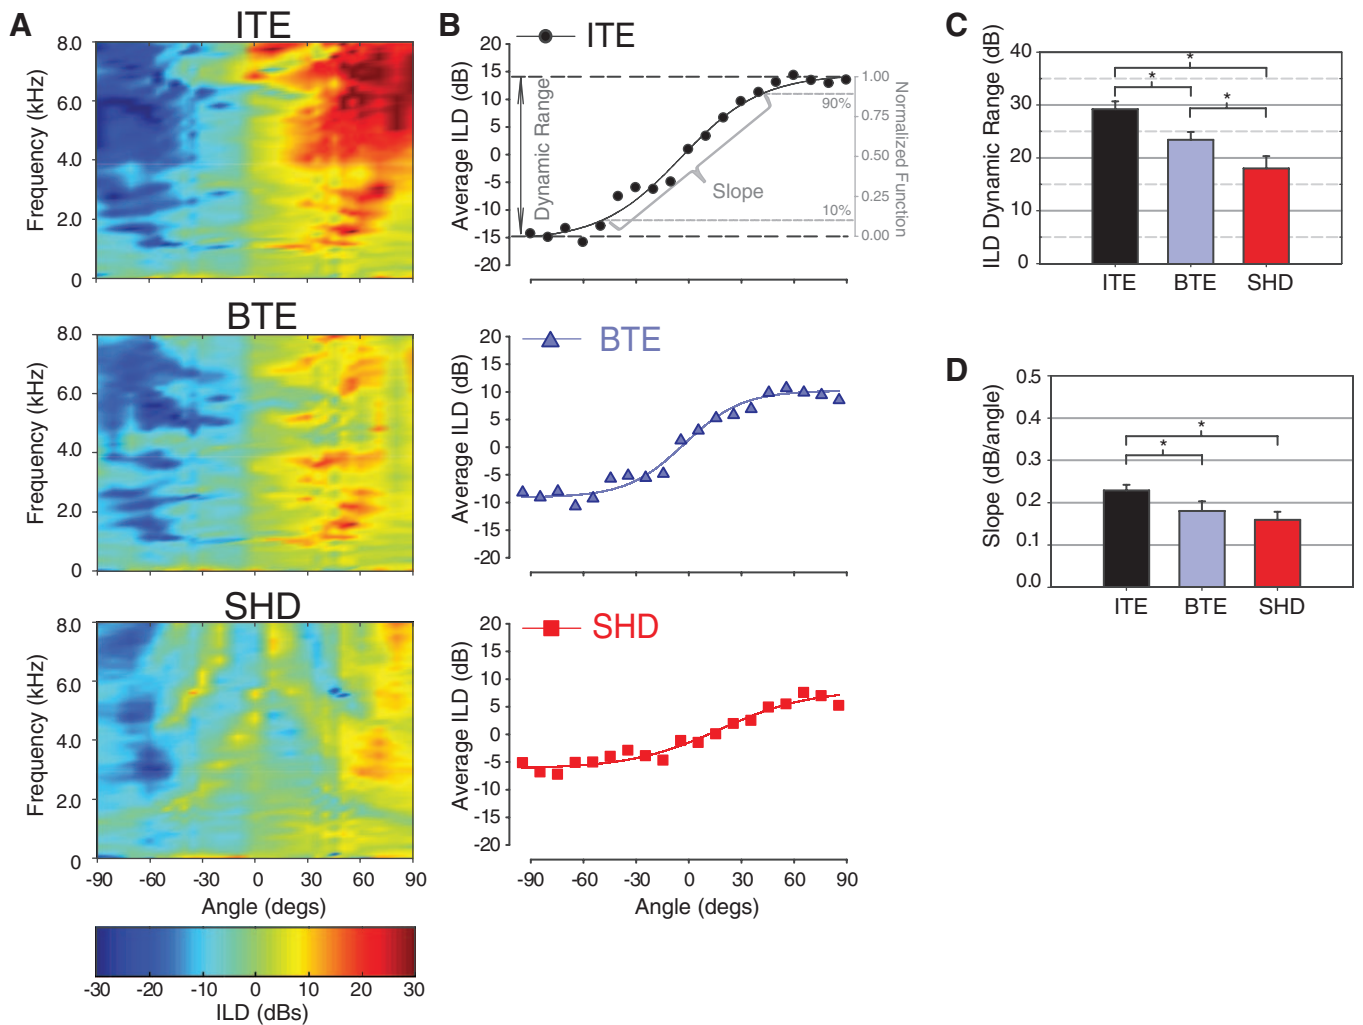 A
ITE
8.0
6.0
4.0
2.0
0
Frequency (kHz)
BTE
8.0
6.0
4.0
2.0
0
Frequency (kHz)
SHD
8.0
6.0
4.0
2.0
0
Frequency (kHz)
-90 -60 -30 0 30 60 90
Angle (degs)
-30 -20 -10 0 10 20 30
ILD (dBs)
B
ITE
20
15
10
5
0
-5
-10
-15
-20
Average ILD (dB)
Dynamic Range
Slope
90%
10%
1.00
0.75
0.50
0.25
0.00
Normalized Function
BTE
20
15
10
5
0
-5
-10
-15
-20
Average ILD (dB)
SHD
20
15
10
5
0
-5
-10
-15
-20
Average ILD (dB)
-90 -60 -30 0 30 60 90
Angle (degs)
C
40
30
20
10
0
ILD Dynamic Range (dB)
*
*
*
ITE BTE SHD
D
0.5
0.4
0.3
0.2
0.1
0.0
Slope (dB/angle)
*
*
ITE BTE SHD